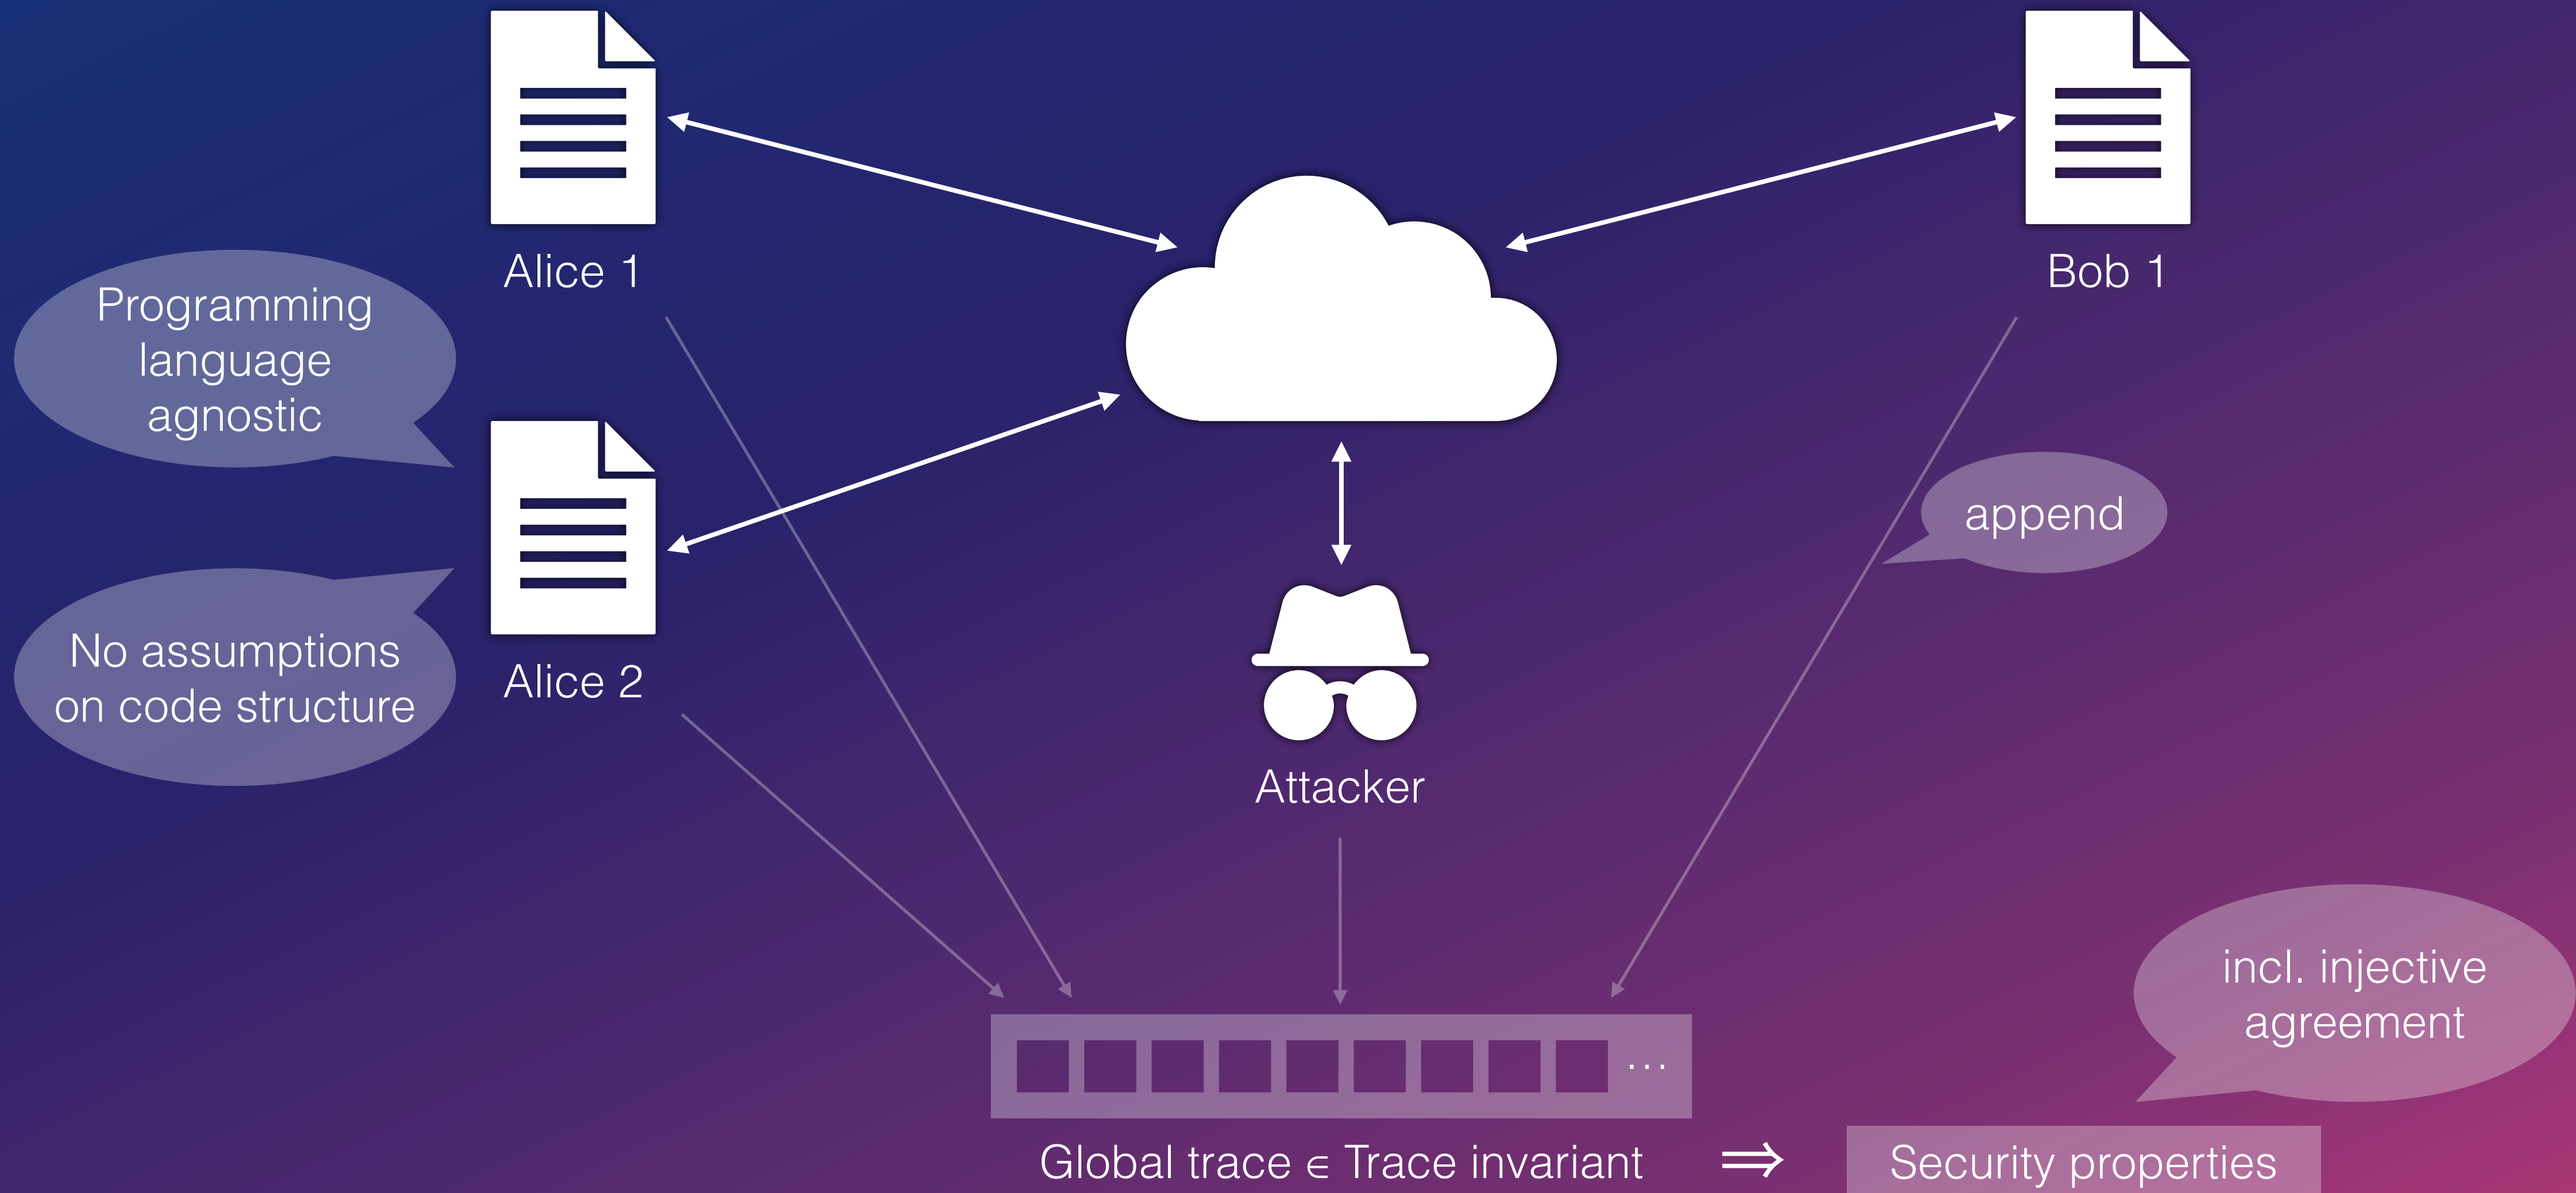 Alice 1
Bob 1
Programming
language
agnostic
append
No assumptions
on code structure
Alice 2
Attacker
incl. injective
agreement
...
Global trace ∈ Trace invariant ⇒ Security properties